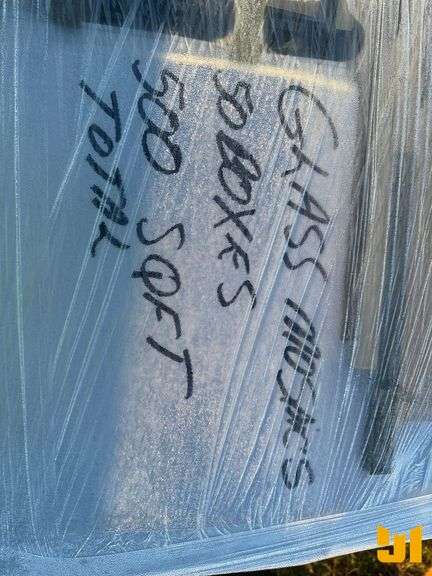 GLASS MOSAICS
50 BOXES
500 SQFT
TOTAL